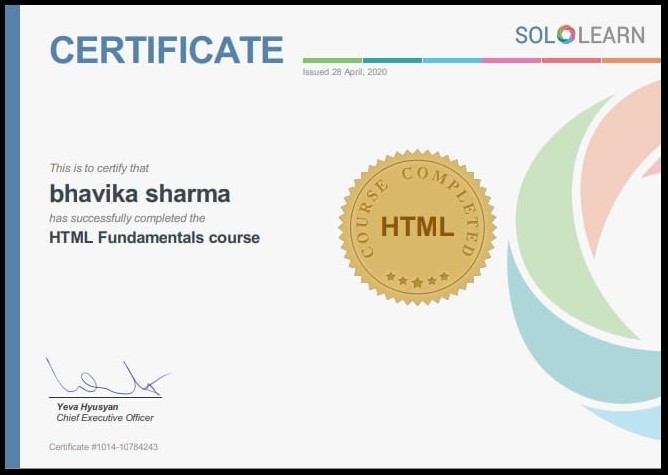 CERTIFICATE
SOLOLEARN
Issued 28 April, 2020
This is to certify that
bhavika sharma
has successfully completed the
HTML Fundamentals course
COURSE COMPLETED
HTML
Yeva Hyusyan
Chief Executive Officer
Certificate #1014-10784243